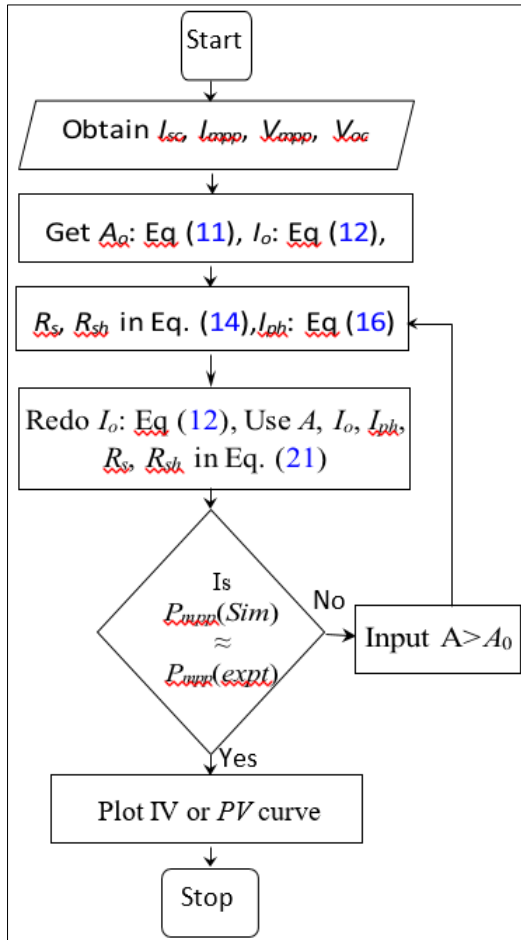 Start
Obtain Isc, Impp, Vmpp, Voc
Get Ao: Eq (11), Io: Eq (12),
Rs, Rsh in Eq. (14),Iph: Eq (16)
Redo Io: Eq (12), Use A, Io, Iph,
Rs, Rsh in Eq. (21)
Is
Pmpp(Sim)
≈
Pmpp(expt)
No
Input A>A0
Yes
Plot IV or PV curve
Stop